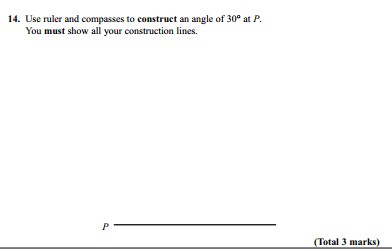 14. Use ruler and compasses to construct an angle of 30° at P.
You must show all your construction lines.
P
(Total 3 marks)